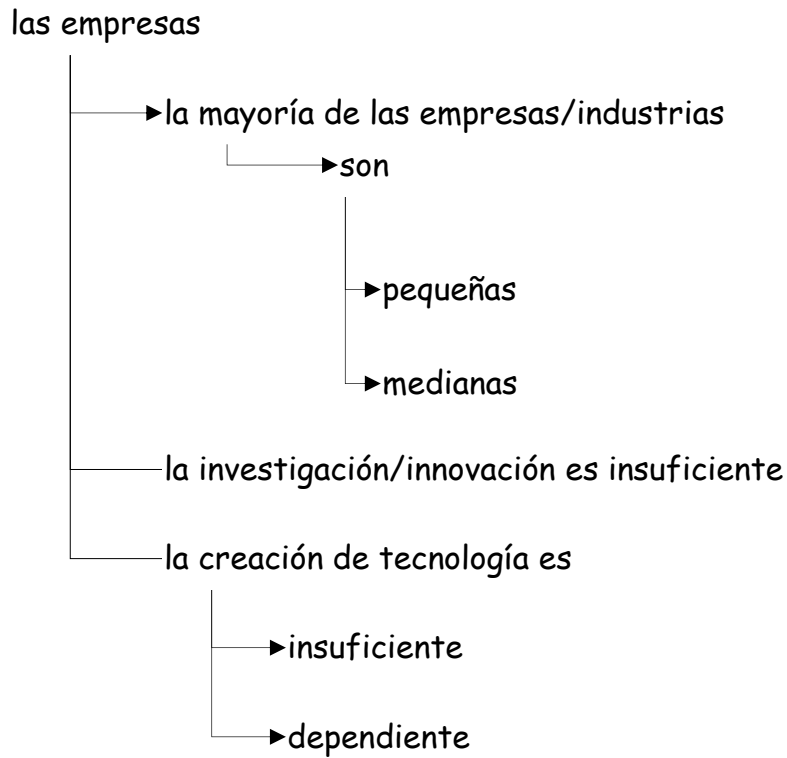 las empresas
la mayoría de las empresas/industrias
son
pequeñas
medianas
la investigación/innovación es insuficiente
la creación de tecnología es
insuficiente
dependiente